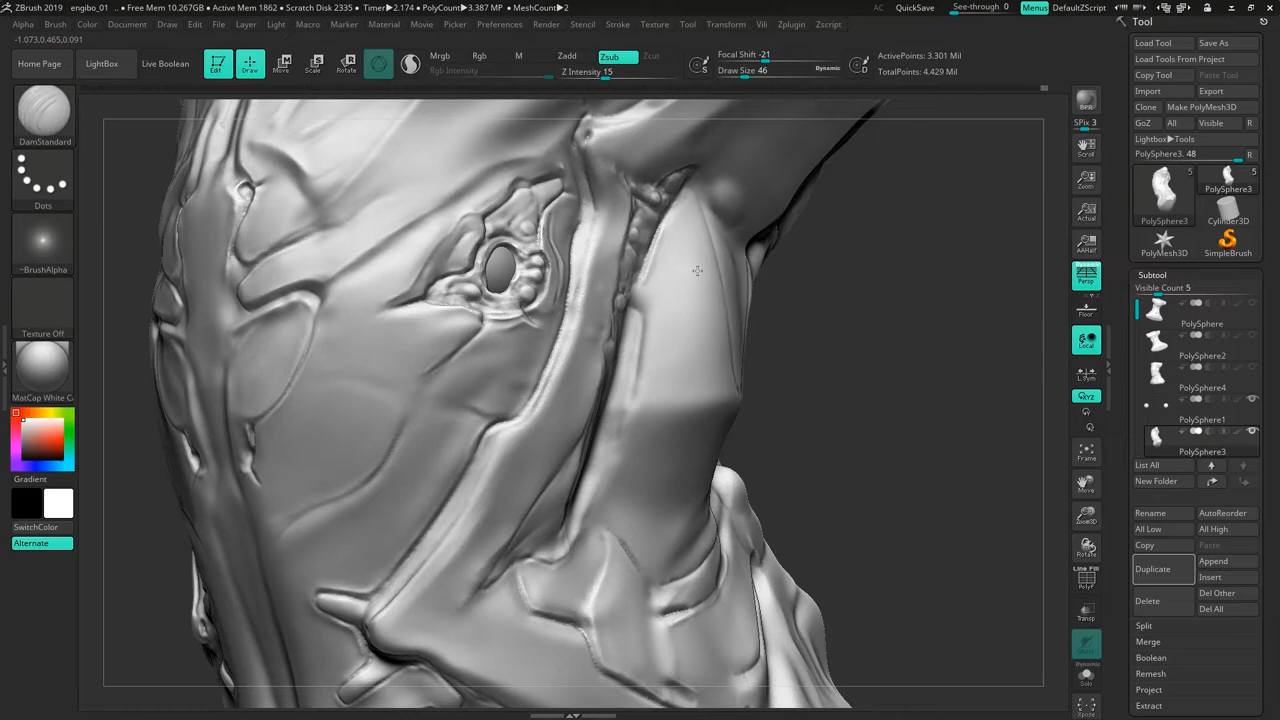 ZBrush 2019 engibo_01 • Free Mem 10.267GB • Active Mem 1862 • Scratch Disk 2335 • Timer▶2.174 • PolyCount▶3.387 MP • MeshCount▶2
AC QuickSave See-through 0 Menus DefaultZScript
Alpha Brush Color Document Draw Edit File Layer Light Macro Marker Material Movie Picker Preferences Render Stencil Stroke Texture Tool Transform Vili Zplugin Zscript
-1.073,0.465,0.091
Home Page LightBox Live Boolean Edit Draw Move Scale Rotate
Mrgb Rgb M Zadd Zsub Zcut
Rgb Intensity Z Intensity 15
Focal Shift -21
Draw Size 46 Dynamic
S D
ActivePoints: 3.301 Mil
TotalPoints: 4.429 Mil
DamStandard
Dots
~BrushAlpha
Texture Off
MatCap White C
Gradient
SwitchColor
Alternate
BPR
SPix 3
Scroll
Zoom
Actual
AAHalf
Dynamic
Persp
Floor
Local
L.Sym
XYZ
Frame
Move
Zoom3D
Rotate
Line Fill
PolyF
Transp
Ghost
Dynamic
Solo
Xpose
Tool
Load Tool Save As
Load Tools From Project
Copy Tool Paste Tool
Import Export
Clone Make PolyMesh3D
GoZ All Visible R
Lightbox▶Tools
PolySphere3. 48 R
5 5
PolySphere3
PolySphere3 Cylinder3D
PolyMesh3D SimpleBrush
Subtool
Visible Count 5
PolySphere
PolySphere2
PolySphere4
PolySphere1
PolySphere3
List All
New Folder
Rename AutoReorder
All Low All High
Copy Paste
Duplicate Append
Insert
Delete Del Other
Del All
Split
Merge
Boolean
Remesh
Project
Extract